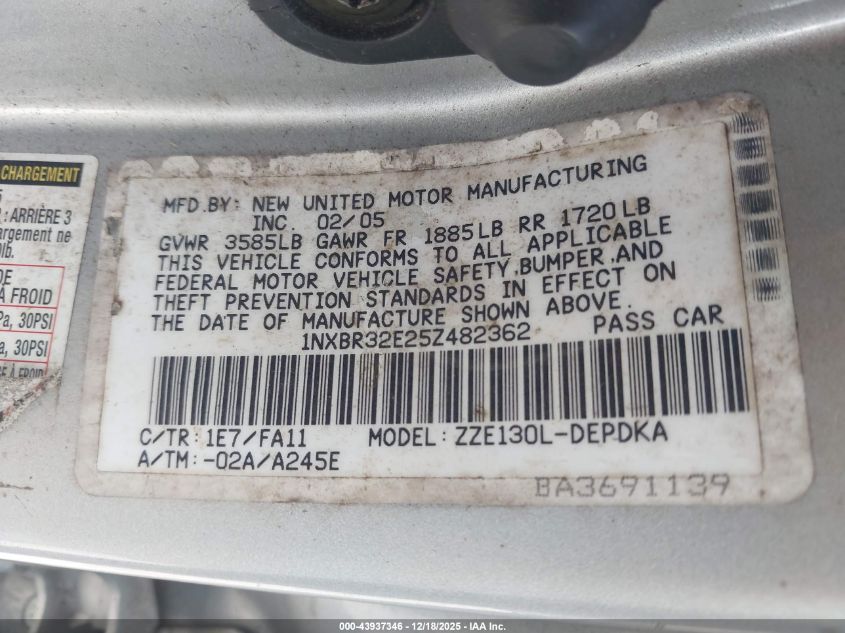 CHARGEMENT
: ARRIÈRE 3
argement ne
0lb.
DE
À FROID
Pa, 30PSI
a, 30PSI
MFD.BY: NEW UNITED MOTOR MANUFACTURING
INC. 02/05
GVWR 3585LB GAWR FR 1885LB RR 1720LB
THIS VEHICLE CONFORMS TO ALL APPLICABLE
FEDERAL MOTOR VEHICLE SAFETY,BUMPER,AND
THEFT PREVENTION STANDARDS IN EFFECT ON
THE DATE OF MANUFACTURE SHOWN ABOVE.
1NXBR32E25Z482362 PASS CAR
C/TR: 1E7/FA11 MODEL: ZZE130L-DEPDKA
A/TM: -02A/A245E
BA3691139
000-43937346 - 12/18/2025 - IAA Inc.